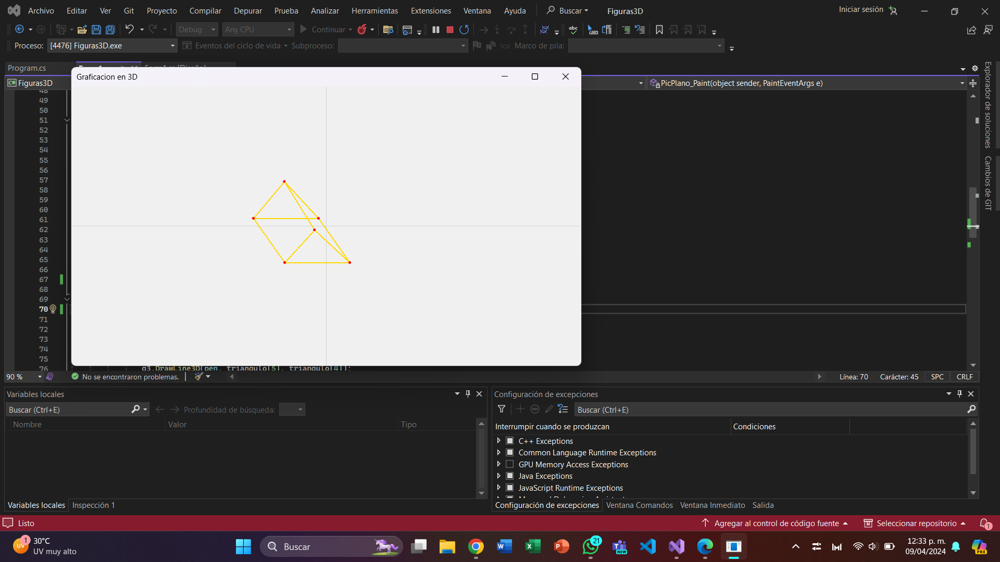 Archivo Editar Ver Git Proyecto Compilar Depurar Prueba Analizar Herramientas Extensiones Ventana Ayuda Buscar Figuras3D Iniciar sesión
Debug Any CPU Continuar
Proceso: [4476] Figuras3D.exe Eventos del ciclo de vida Subproceso: Marco de pila:
Program.cs
Graficacion en 3D
Figuras3D PicPlano_Paint(object sender, PaintEventArgs e)
48
49
50
51
52
53
54
55
56
57
58
59
60
61
62
63
64
65
66
67
68
69
70
71
72
73
74
75
76 g3.DrawLine3D(pen, triangulo[5], triangulo[4]);
Explorador de soluciones
Cambios de GIT
90 % No se encontraron problemas. Línea: 70 Carácter: 45 SPC CRLF
Variables locales
Buscar (Ctrl+E) Profundidad de búsqueda:
Nombre Valor Tipo
Variables locales Inspección 1
Configuración de excepciones
Buscar (Ctrl+E)
Interrumpir cuando se produzcan Condiciones
C++ Exceptions
Common Language Runtime Exceptions
GPU Memory Access Exceptions
Java Exceptions
JavaScript Runtime Exceptions
Configuración de excepciones Ventana Comandos Ventana Inmediato Salida
Listo Agregar al control de código fuente Seleccionar repositorio 1
UV 1 30°C
UV muy alto
Buscar
21
NEW
12:33 p. m.
09/04/2024
PRE